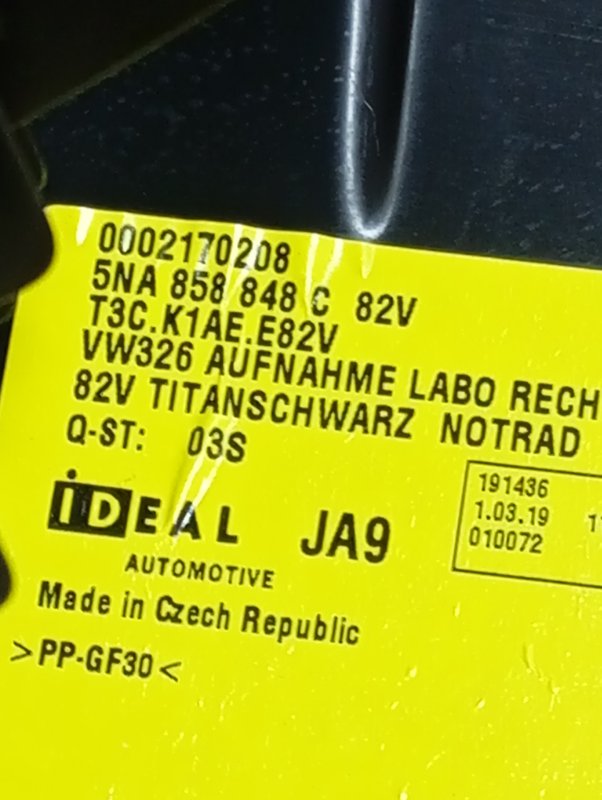 0002170208
5NA 858 848 C 82V
T3C.K1AE.E82V
VW326 AUFNAHME LABO RECH
82V TITANSCHWARZ NOTRAD
Q-ST: 03S
191436
1.03.19 1
010072
iDEAL JA9
AUTOMOTIVE
Made in Czech Republic
>PP-GF30<